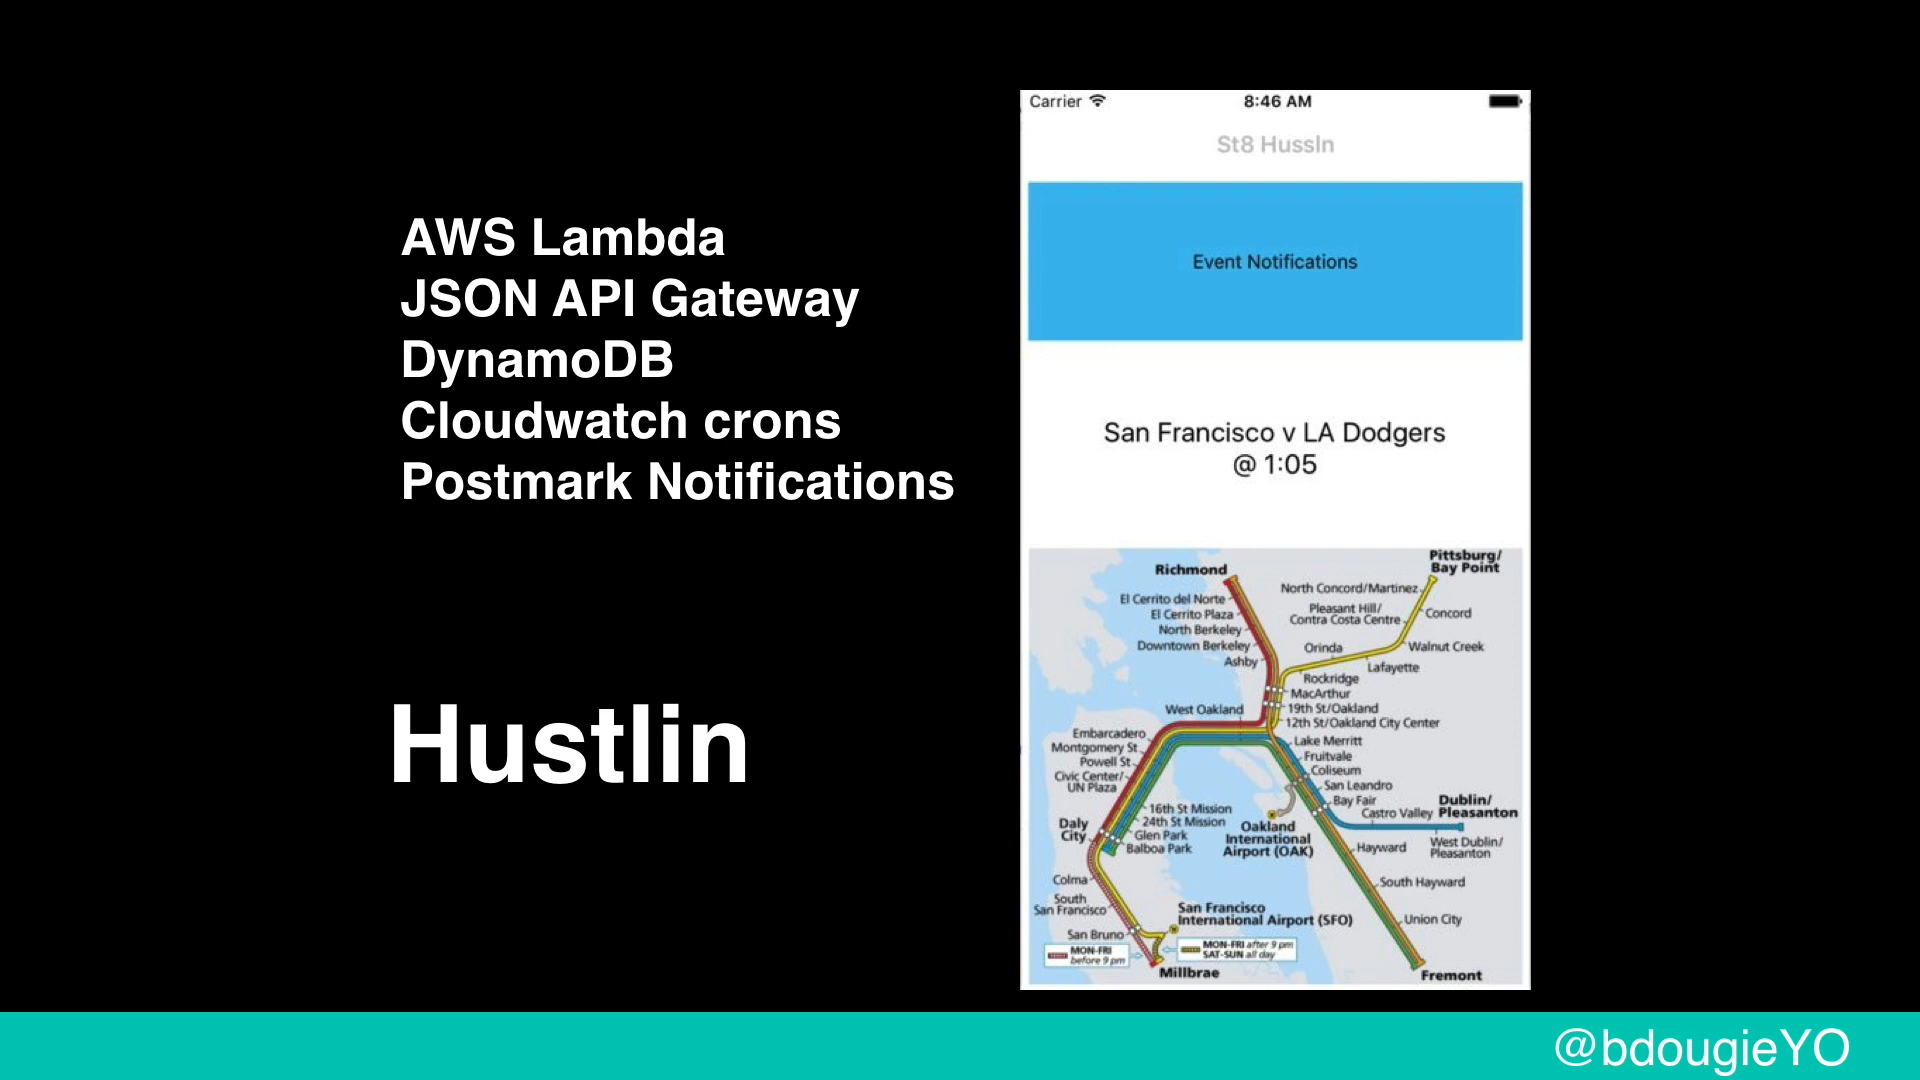 AWS Lambda
JSON API Gateway
DynamoDB
Cloudwatch crons
Postmark Notifications
Hustlin
Carrier
8:46 AM
St8 Hussln
Event Notifications
San Francisco v LA Dodgers
@ 1:05
Pittsburg/
Bay Point
Richmond
North Concord/Martinez
El Cerrito del Norte
Pleasant Hill/
Contra Costa Centre
Concord
El Cerrito Plaza
North Berkeley
Downtown Berkeley
Orinda
Walnut Creek
Ashby
Lafayette
Rockridge
MacArthur
West Oakland
19th St/Oakland
12th St/Oakland City Center
Embarcadero
Lake Merritt
Montgomery St
Fruitvale
Powell St
Coliseum
Civic Center/
UN Plaza
San Leandro
Bay Fair
Dublin/
Pleasanton
Castro Valley
16th St Mission
24th St Mission
Daly
City
Glen Park
Balboa Park
Oakland
International
Airport (OAK)
West Dublin/
Pleasanton
Hayward
Colma
South Hayward
South
San Francisco
San Francisco
International Airport (SFO)
Union City
San Bruno
MON-FRI
before 9 pm
MON-FRI after 9 pm
SAT-SUN all day
Millbrae
Fremont
@bdougieYO